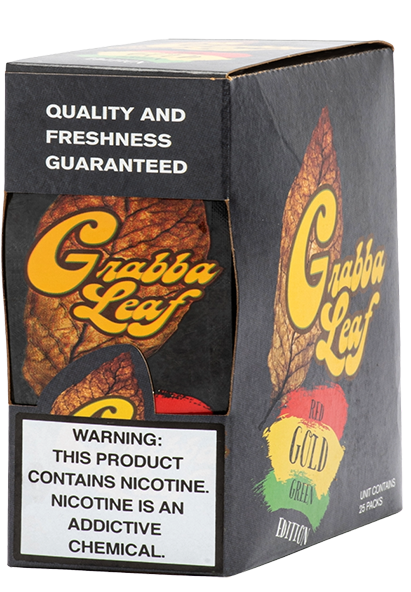 QUALITY AND
FRESHNESS
GUARANTEED
Grabba
Leaf
G
WARNING:
THIS PRODUCT
CONTAINS NICOTINE.
NICOTINE IS AN
ADDICTIVE
CHEMICAL.
Grabba
Leaf
RED
GOLD
GREEN
EDITION
UNIT CONTAINS
25 PACKS